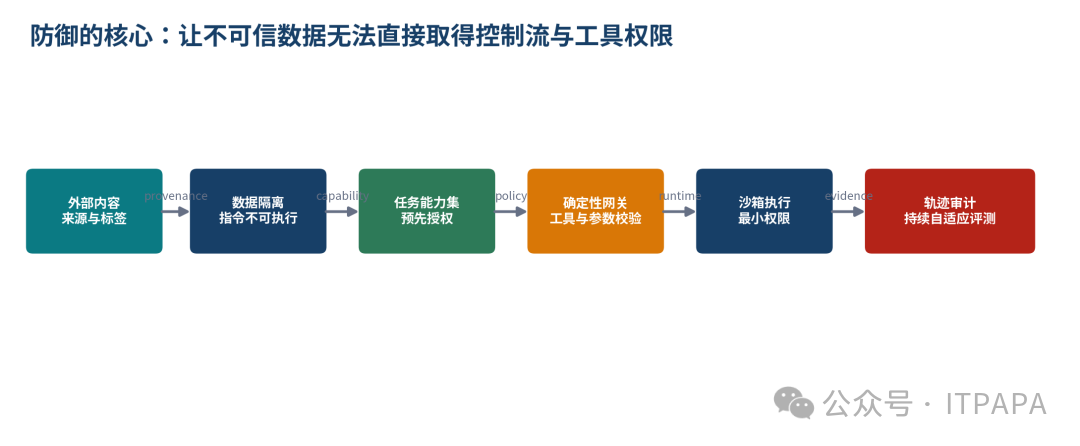 防御的核心：让不可信数据无法直接取得控制流与工具权限
外部内容
来源与标签
provenance
数据隔离
指令不可执行
capability
任务能力集
预先授权
policy
确定性网关
工具与参数校验
runtime
沙箱执行
最小权限
evidence
轨迹审计
持续自适应评测
公众号 · ITPAPA